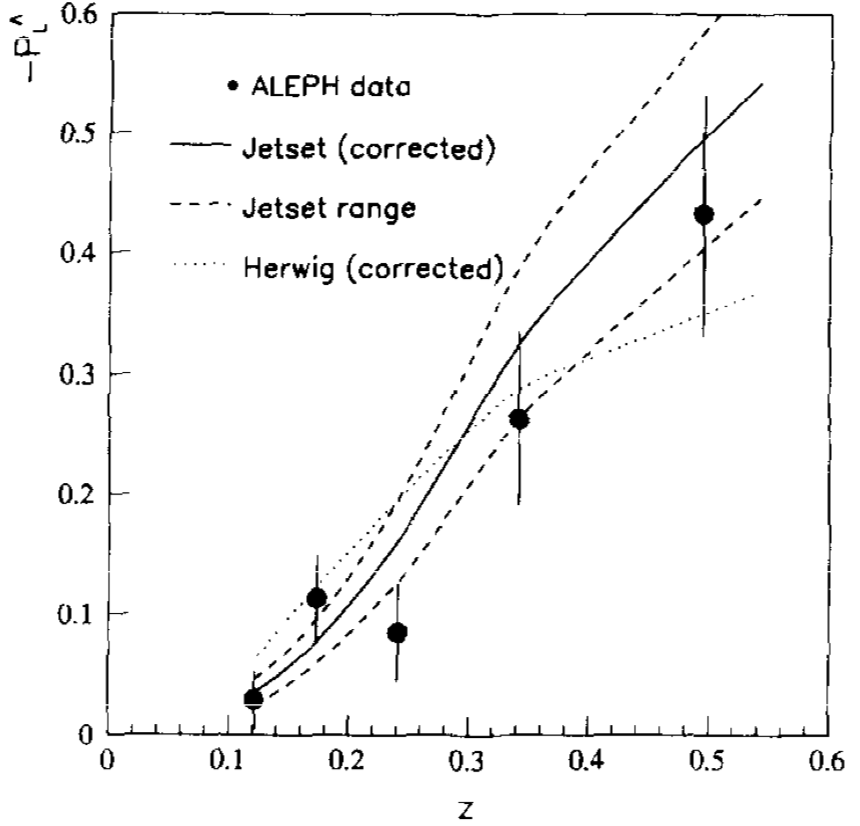 −P_L^Λ
0.6
0.5
0.4
0.3
0.2
0.1
0
ALEPH data
Jetset (corrected)
Jetset range
Herwig (corrected)
0 0.1 0.2 0.3 0.4 0.5 0.6
z